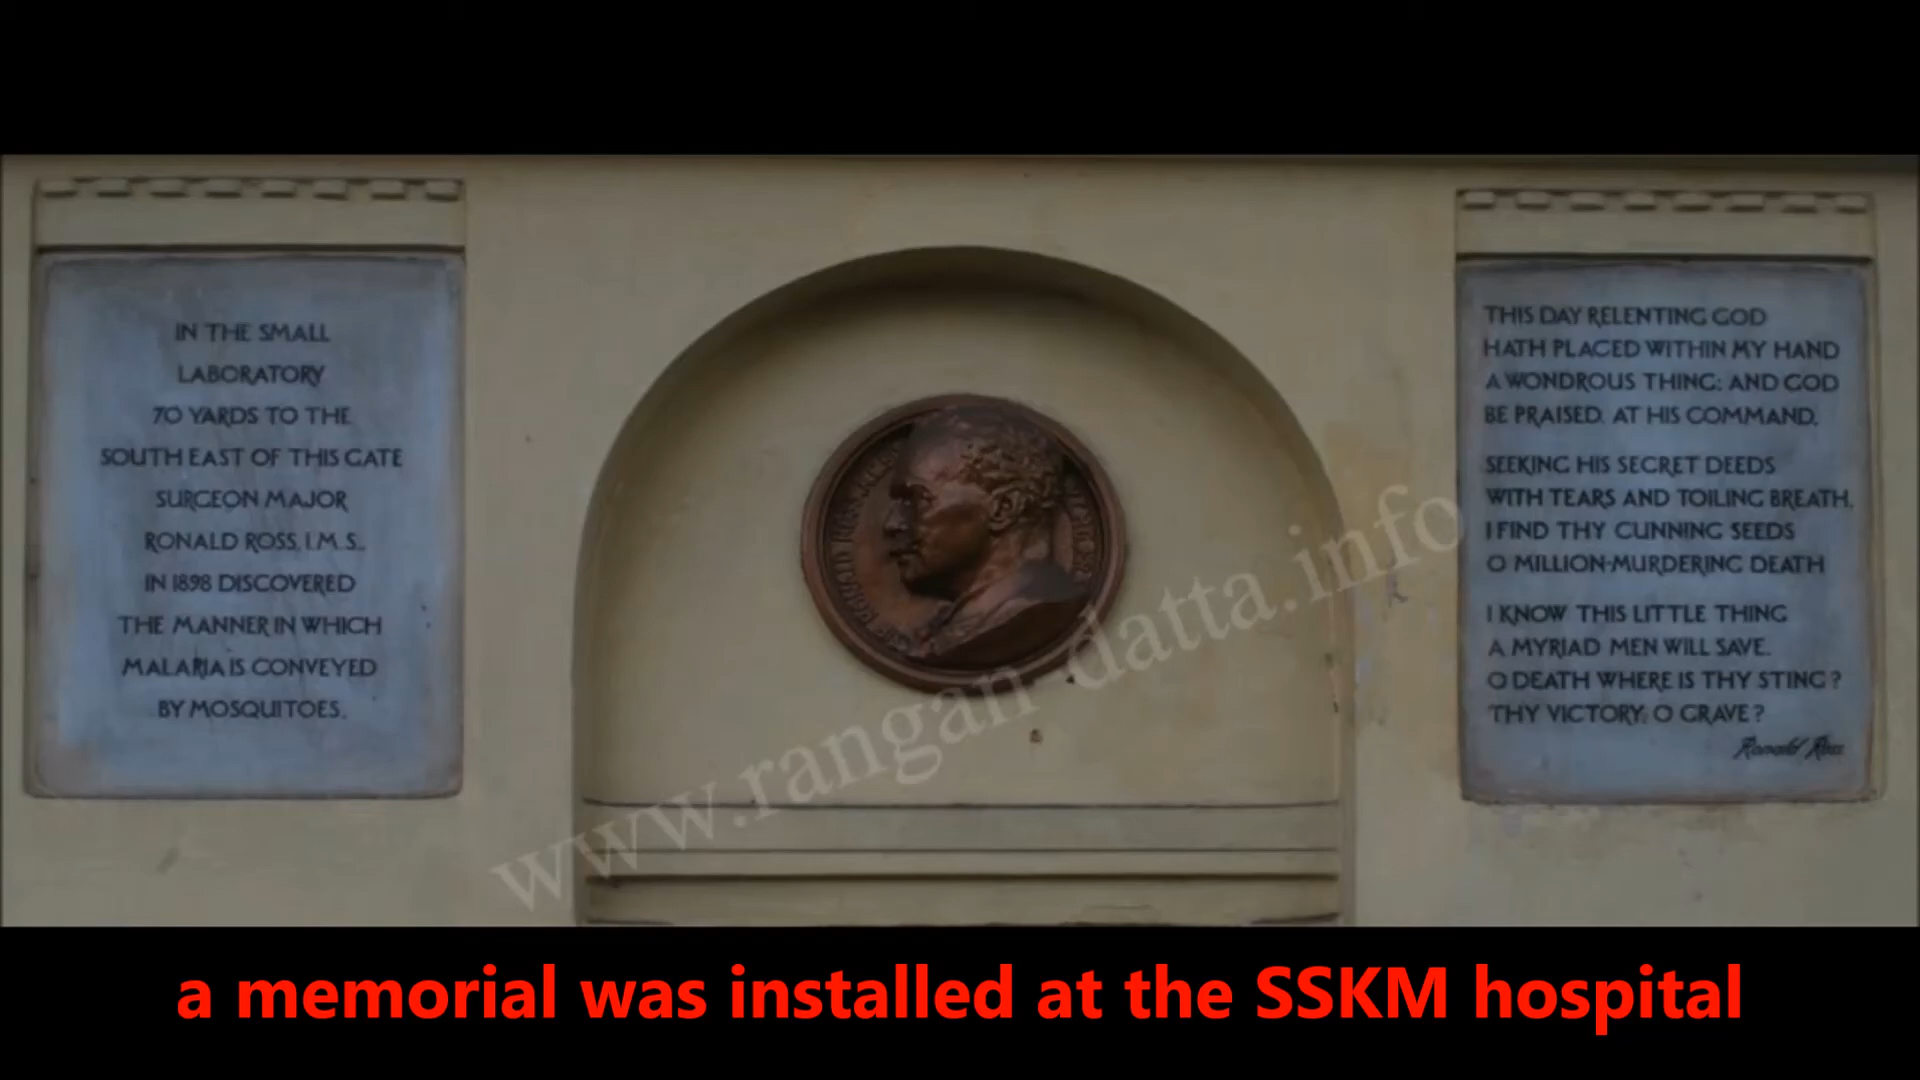 IN THE SMALL
LABORATORY
70 YARDS TO THE
SOUTH EAST OF THIS GATE
SURGEON MAJOR
RONALD ROSS, I.M.S.,
IN 1898 DISCOVERED
THE MANNER IN WHICH
MALARIA IS CONVEYED
BY MOSQUITOES.
RONALD ROSS
THIS DAY RELENTING GOD
HATH PLACED WITHIN MY HAND
A WONDROUS THING: AND GOD
BE PRAISED. AT HIS COMMAND,
SEEKING HIS SECRET DEEDS
WITH TEARS AND TOILING BREATH,
I FIND THY CUNNING SEEDS
O MILLION-MURDERING DEATH
I KNOW THIS LITTLE THING
A MYRIAD MEN WILL SAVE.
O DEATH WHERE IS THY STING?
THY VICTORY, O GRAVE?
Ronald Ross
www.rangan-datta.info
a memorial was installed at the SSKM hospital